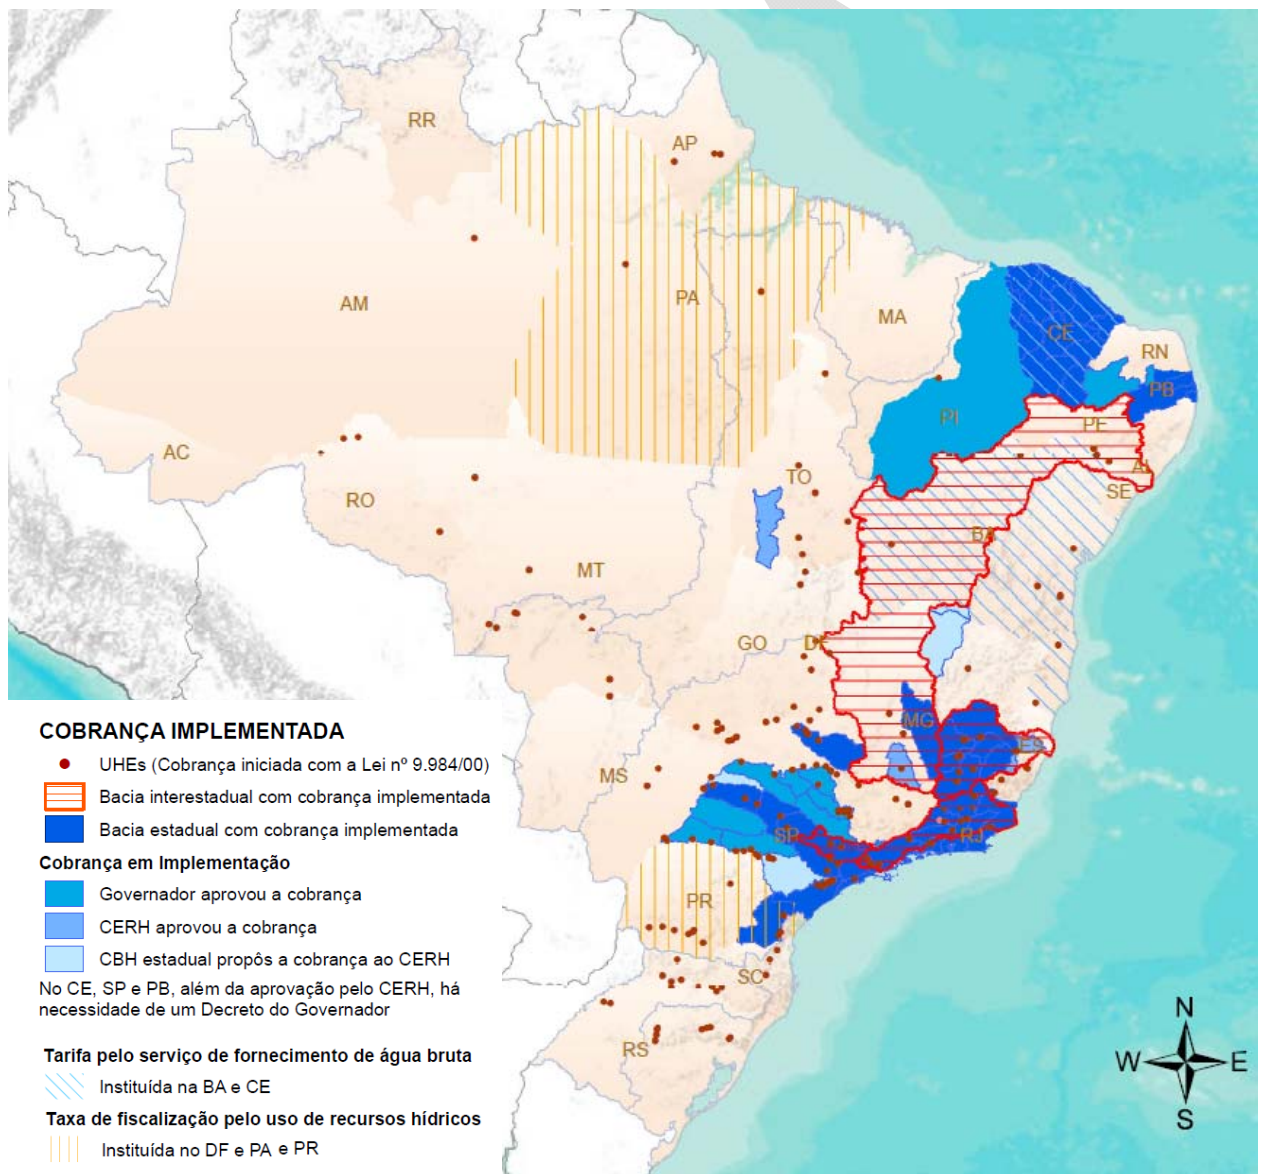 RR
AP
AM
PA
MA
CE
RN
PB
PI
PE
AL
SE
AC
TO
RO
BA
MT
GO
DF
MG
ES
MS
SP
RJ
PR
SC
RS
COBRANÇA IMPLEMENTADA
UHEs (Cobrança iniciada com a Lei nº 9.984/00)
Bacia interestadual com cobrança implementada
Bacia estadual com cobrança implementada
Cobrança em Implementação
Governador aprovou a cobrança
CERH aprovou a cobrança
CBH estadual propôs a cobrança ao CERH
No CE, SP e PB, além da aprovação pelo CERH, há
necessidade de um Decreto do Governador
Tarifa pelo serviço de fornecimento de água bruta
Instituída na BA e CE
Taxa de fiscalização pelo uso de recursos hídricos
Instituída no DF e PA e PR
N
W E
S